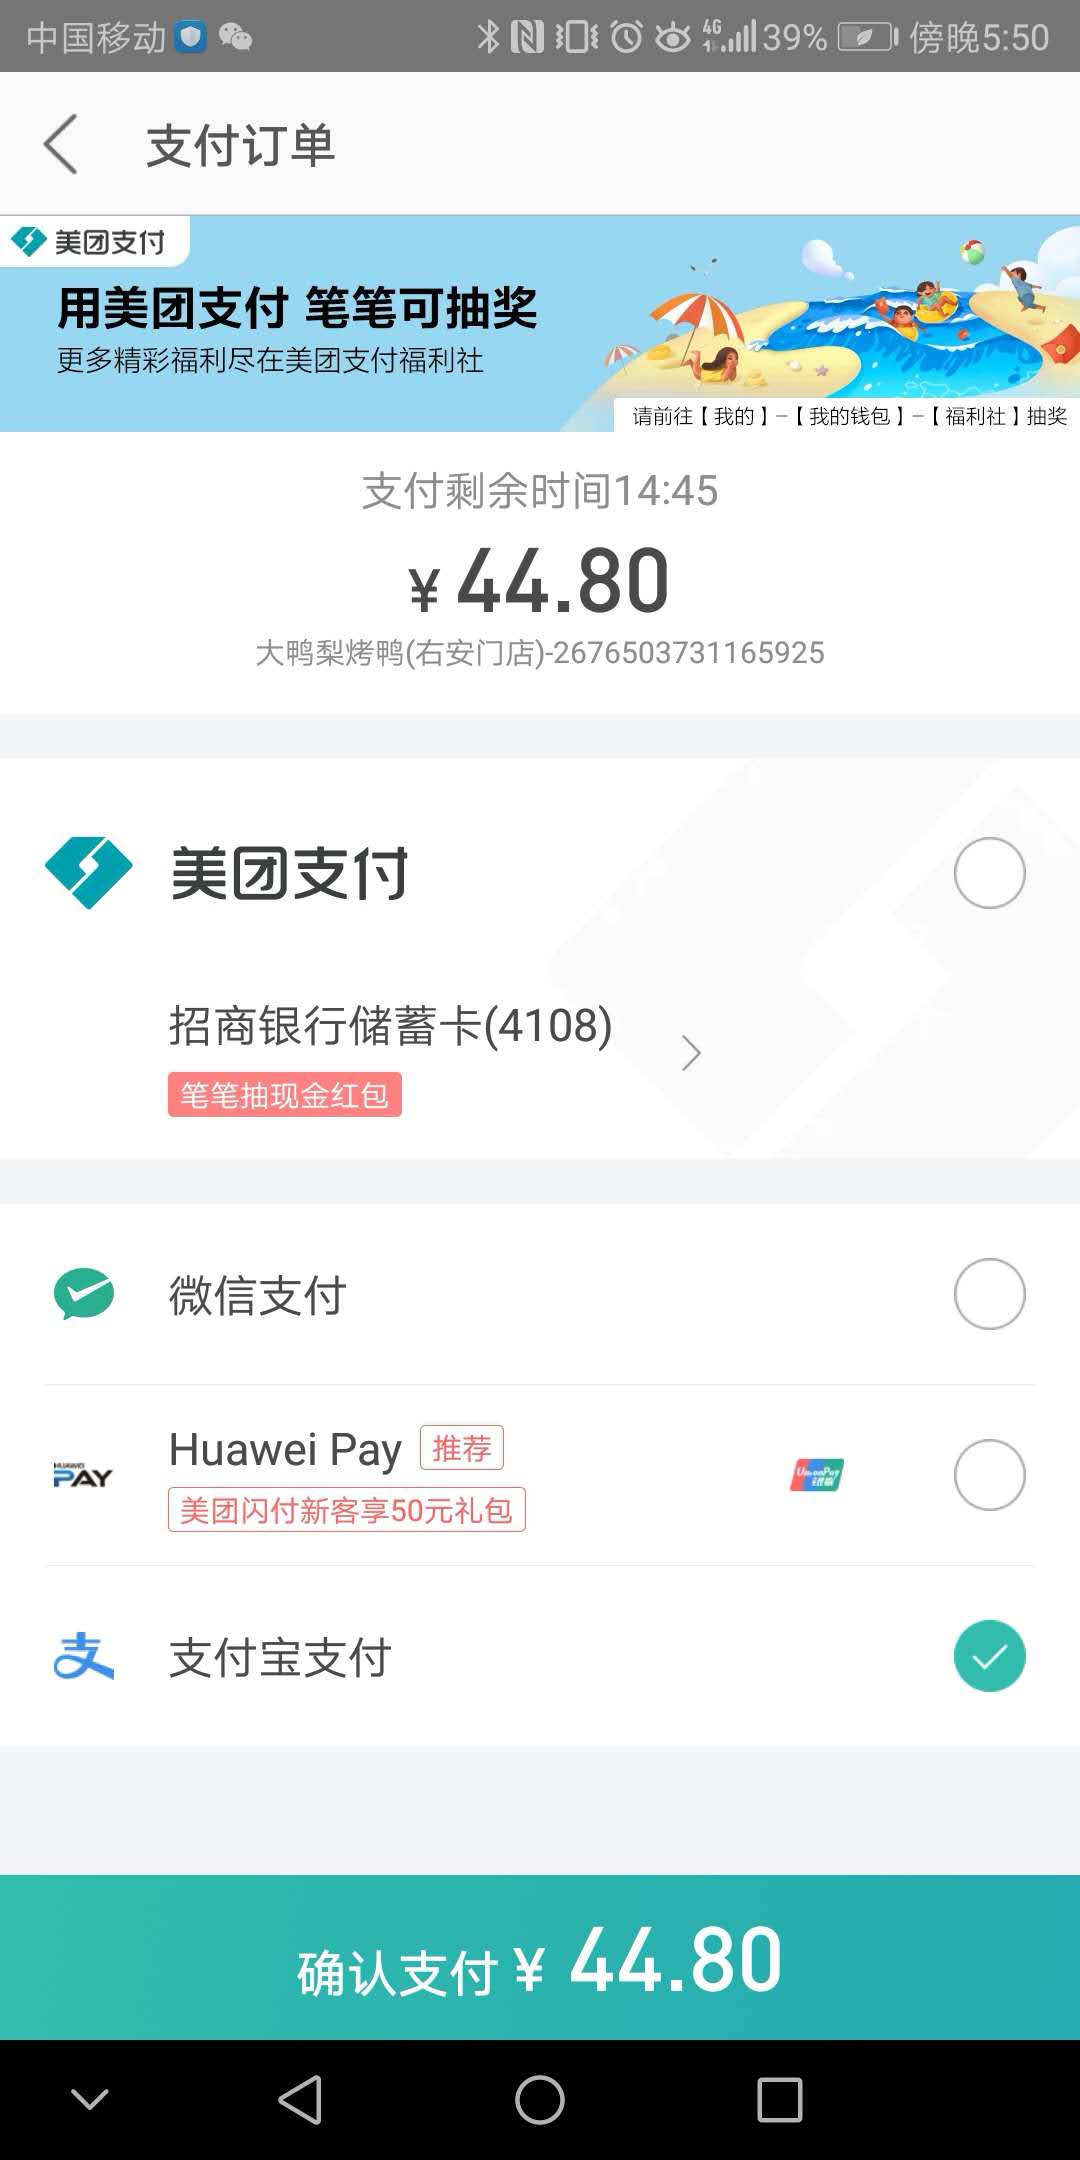 中国移动 4G 39% 傍晚5:50
支付订单
美团支付
用美团支付 笔笔可抽奖
更多精彩福利尽在美团支付福利社
请前往【我的】-【我的钱包】-【福利社】抽奖
支付剩余时间14:45
¥ 44.80
大鸭梨烤鸭(右安门店)-2676503731165925
美团支付
招商银行储蓄卡(4108)
笔笔抽现金红包
微信支付
Huawei Pay 推荐
HUAWEI PAY
UnionPay 银联
美团闪付新客享50元礼包
支付宝支付
确认支付 ¥ 44.80